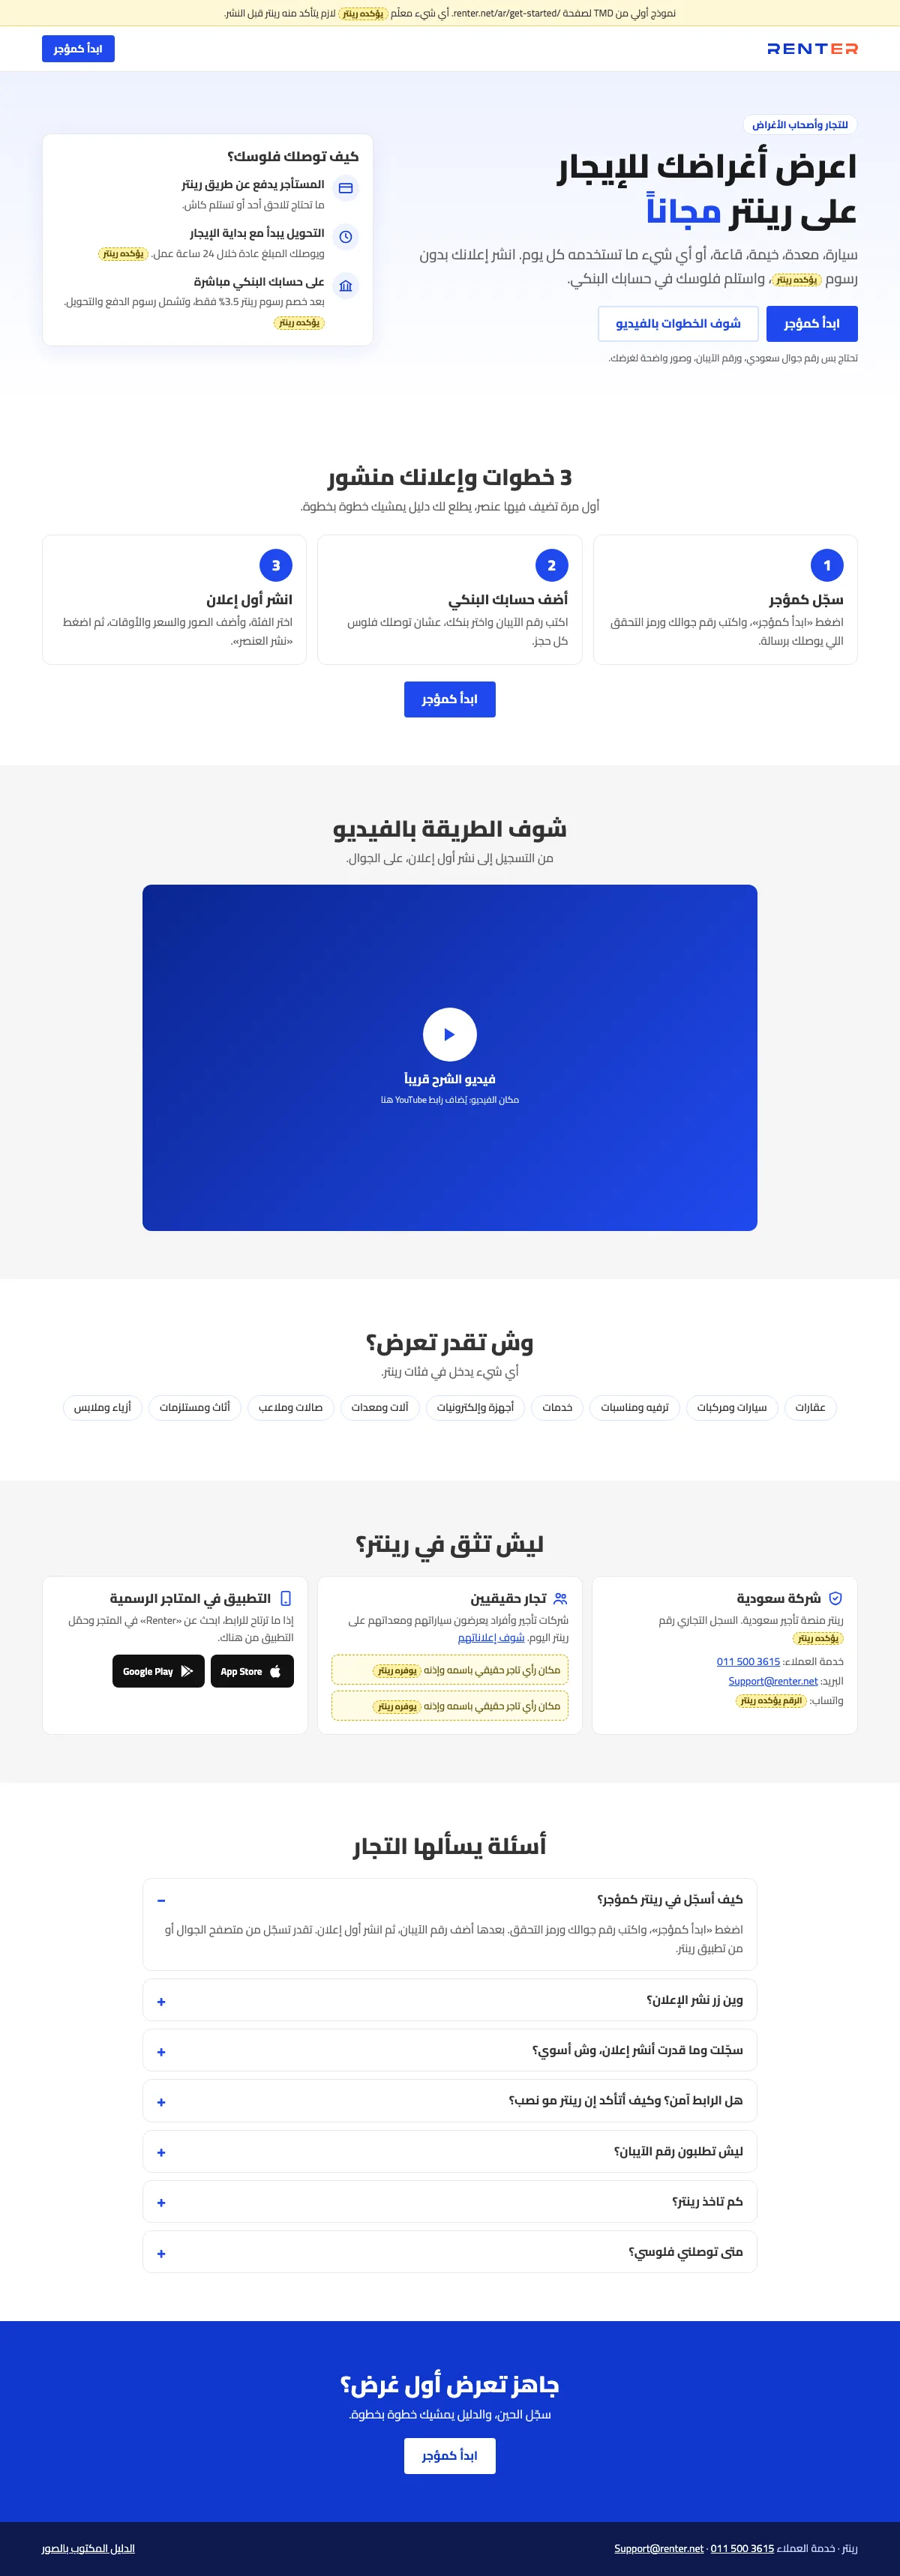 نموذج أولي من TMD لصفحة renter.net/ar/get-started/. أي شيء معلّم يؤكده رينتر لازم يتأكد منه رينتر قبل النشر.
RENTER
ابدأ كمؤجر
للتجار وأصحاب الأغراض
اعرض أغراضك للإيجار
على رينتر مجاناً
سيارة، معدة، خيمة، قاعة، أو أي شيء ما تستخدمه كل يوم. انشر إعلانك بدون
رسوم يؤكده رينتر، واستلم فلوسك في حسابك البنكي.
ابدأ كمؤجر
شوف الخطوات بالفيديو
تحتاج بس رقم جوال سعودي، ورقم الآيبان، وصور واضحة لغرضك.
كيف توصلك فلوسك؟
المستأجر يدفع عن طريق رينتر
ما تحتاج تلاحق أحد أو تستلم كاش.
التحويل يبدأ مع بداية الإيجار
ويوصلك المبلغ عادة خلال 24 ساعة عمل. يؤكده رينتر
على حسابك البنكي مباشرة
بعد خصم رسوم رينتر 3.5% فقط، وتشمل رسوم الدفع والتحويل.
يؤكده رينتر
3 خطوات وإعلانك منشور
أول مرة تضيف فيها عنصر، يطلع لك دليل يمشيك خطوة بخطوة.
1
سجّل كمؤجر
اضغط «ابدأ كمؤجر»، واكتب رقم جوالك ورمز التحقق
اللي يوصلك برسالة.
2
أضف حسابك البنكي
اكتب رقم الآيبان واختر بنكك، عشان توصلك فلوس
كل حجز.
3
انشر أول إعلان
اختر الفئة، وأضف الصور والسعر والأوقات، ثم اضغط
«نشر العنصر».
ابدأ كمؤجر
شوف الطريقة بالفيديو
من التسجيل إلى نشر أول إعلان، على الجوال.
فيديو الشرح قريباً
مكان الفيديو: يُضاف رابط YouTube هنا
وش تقدر تعرض؟
أي شيء يدخل في فئات رينتر.
عقارات
سيارات ومركبات
ترفيه ومناسبات
خدمات
أجهزة وإلكترونيات
آلات ومعدات
صالات وملاعب
أثاث ومستلزمات
أزياء وملابس
ليش تثق في رينتر؟
شركة سعودية
رينتر منصة تأجير سعودية. السجل التجاري رقم
يؤكده رينتر
خدمة العملاء: 011 500 3615
البريد: Support@renter.net
واتساب: الرقم يؤكده رينتر
تجار حقيقيين
شركات تأجير وأفراد يعرضون سياراتهم ومعداتهم على
رينتر اليوم. شوف إعلاناتهم
مكان رأي تاجر حقيقي باسمه وإذنه يوفره رينتر
مكان رأي تاجر حقيقي باسمه وإذنه يوفره رينتر
التطبيق في المتاجر الرسمية
إذا ما ترتاح للرابط، ابحث عن «Renter» في المتجر وحمّل
التطبيق من هناك.
App Store
Google Play
أسئلة يسألها التجار
كيف أسجّل في رينتر كمؤجر؟
اضغط «ابدأ كمؤجر»، واكتب رقم جوالك ورمز التحقق. بعدها أضف رقم الآيبان، ثم انشر أول إعلان. تقدر تسجّل من متصفح الجوال أو
من تطبيق رينتر.
وين زر نشر الإعلان؟
سجّلت وما قدرت أنشر إعلان، وش أسوي؟
هل الرابط آمن؟ وكيف أتأكد إن رينتر مو نصب؟
ليش تطلبون رقم الآيبان؟
كم تاخذ رينتر؟
متى توصلني فلوسي؟
جاهز تعرض أول غرض؟
سجّل الحين، والدليل يمشيك خطوة بخطوة.
ابدأ كمؤجر
رينتر · خدمة العملاء 011 500 3615 · Support@renter.net
الدليل المكتوب بالصور